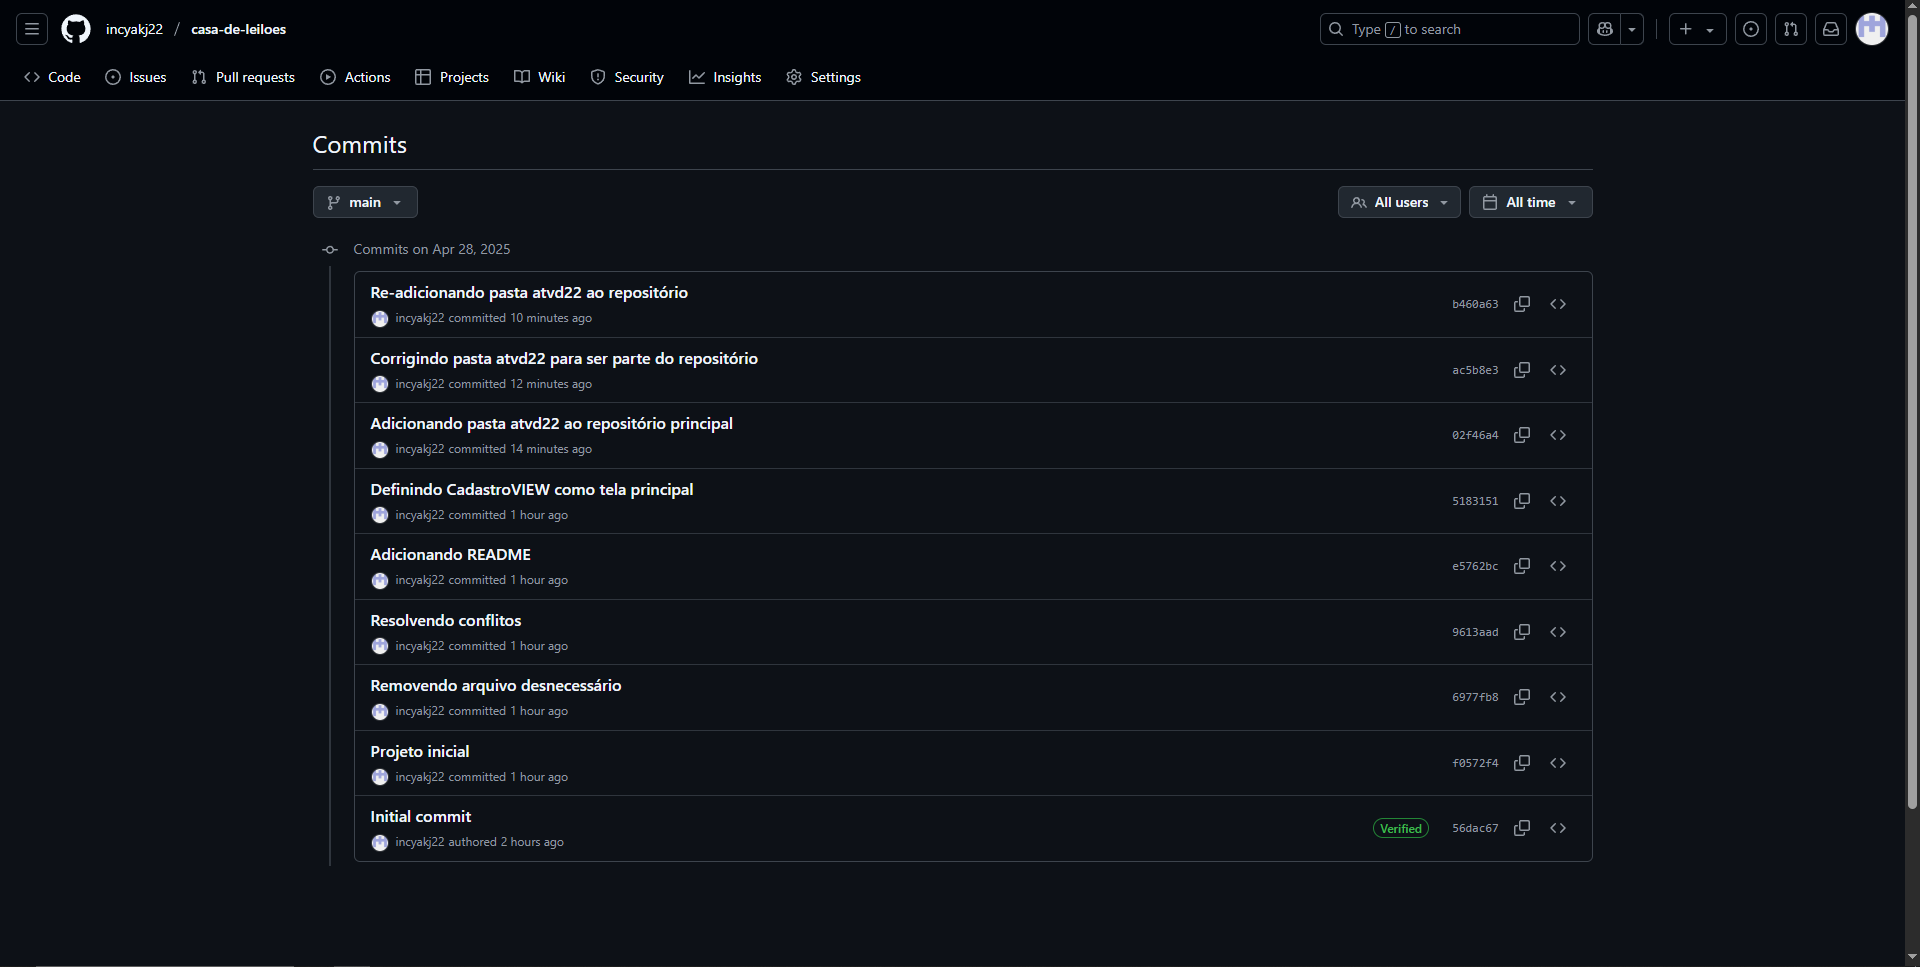 incyakj22 / casa-de-leiloes
Type / to search
Code Issues Pull requests Actions Projects Wiki Security Insights Settings
Commits
main
All users All time
Commits on Apr 28, 2025
Re-adicionando pasta atvd22 ao repositório
incyakj22 committed 10 minutes ago
b460a63
Corrigindo pasta atvd22 para ser parte do repositório
incyakj22 committed 12 minutes ago
ac5b8e3
Adicionando pasta atvd22 ao repositório principal
incyakj22 committed 14 minutes ago
02f46a4
Definindo CadastroVIEW como tela principal
incyakj22 committed 1 hour ago
5183151
Adicionando README
incyakj22 committed 1 hour ago
e5762bc
Resolvendo conflitos
incyakj22 committed 1 hour ago
9613aad
Removendo arquivo desnecessário
incyakj22 committed 1 hour ago
6977fb8
Projeto inicial
incyakj22 committed 1 hour ago
f0572f4
Initial commit
incyakj22 authored 2 hours ago
Verified 56dac67